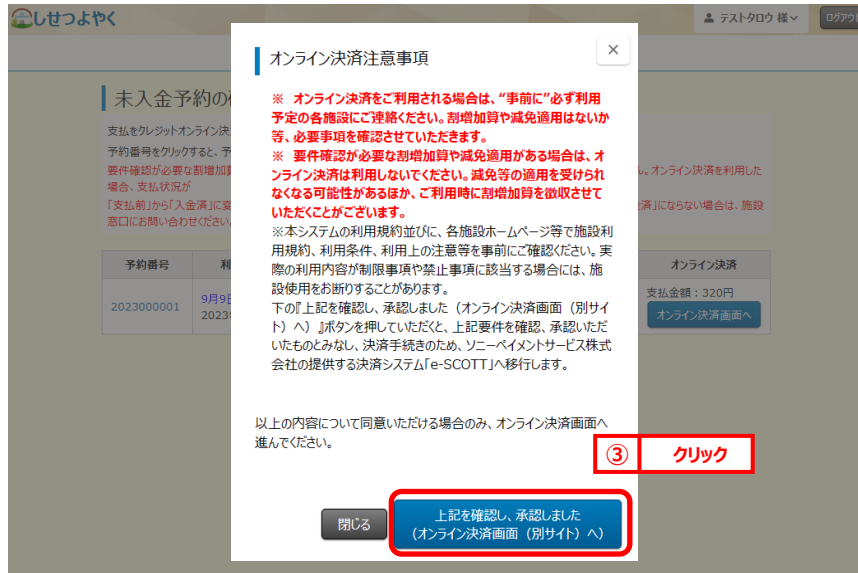 しせつよやく
テストタロウ 様
ログアウ
オンライン決済注意事項
×
未入金予約の
※ オンライン決済をご利用される場合は、“事前に”必ず利用
予定の各施設にご連絡ください。割増加算や減免適用はないか
等、必要事項を確認させていただきます。
※ 要件確認が必要な割増加算や減免適用がある場合は、オ
ンライン決済は利用しないでください。減免等の適用を受けられ
なくなる可能性があるほか、ご利用時に割増加算を徴収させて
いただくことがございます。
※本システムの利用規約並びに、各施設ホームページ等で施設利
用規約、利用条件、利用上の注意等を事前にご確認ください。実
際の利用内容が制限事項や禁止事項に該当する場合には、施
設使用をお断りすることがあります。
下の『上記を確認し、承認しました（オンライン決済画面（別サイ
ト）へ）』ボタンを押していただくと、上記要件を確認、承認いただ
いたものとみなし、決済手続きのため、ソニーペイメントサービス株式
会社の提供する決済システム「e-SCOTT」へ移行します。
以上の内容について同意いただける場合のみ、オンライン決済画面へ
進んでください。
支払をクレジットオンライン決
予約番号をクリックすると、予
要件確認が必要な割増加算
ん。オンライン決済を利用した
場合、支払状況が
「支払前」から「入金済」に変
済」にならない場合は、施設
窓口にお問い合わせください。
予約番号
利
オンライン決済
2023000001
9月9日
2023
支払金額：320円
オンライン決済画面へ
③ クリック
閉じる
上記を確認し、承認しました
（オンライン決済画面（別サイト）へ）